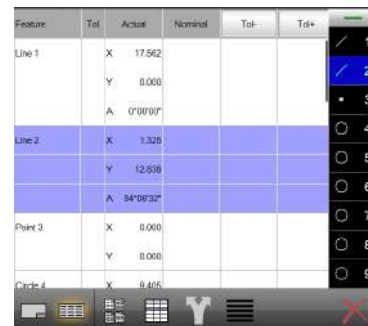 Feature Tol Actual Nominal Tol- Tol+
Line 1 X 17.562
Y 0.000
A 0°00'00"
Line 2 X 1.325
Y 12.838
A 84°06'32"
Point 3 X 0.000
Y 0.000
Circle 4 X 9.405
1
2
3
4
5
6
7
8
9